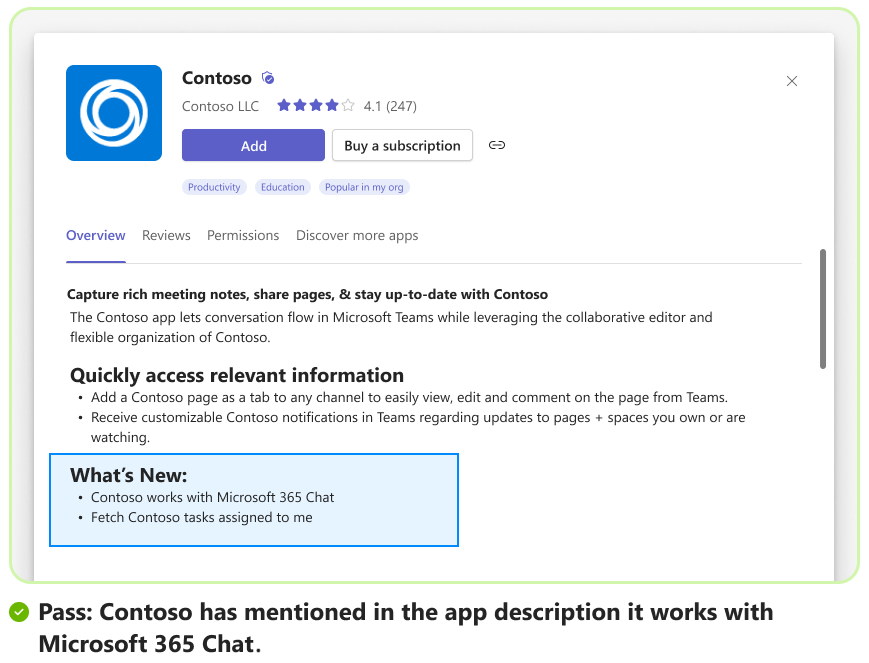 Contoso
Contoso LLC 4.1 (247)
Add Buy a subscription
Productivity Education Popular in my org
Overview Reviews Permissions Discover more apps
Capture rich meeting notes, share pages, & stay up-to-date with Contoso
The Contoso app lets conversation flow in Microsoft Teams while leveraging the collaborative editor and
flexible organization of Contoso.
Quickly access relevant information
• Add a Contoso page as a tab to any channel to easily view, edit and comment on the page from Teams.
• Receive customizable Contoso notifications in Teams regarding updates to pages + spaces you own or are
watching.
What’s New:
• Contoso works with Microsoft 365 Chat
• Fetch Contoso tasks assigned to me
Pass: Contoso has mentioned in the app description it works with
Microsoft 365 Chat.